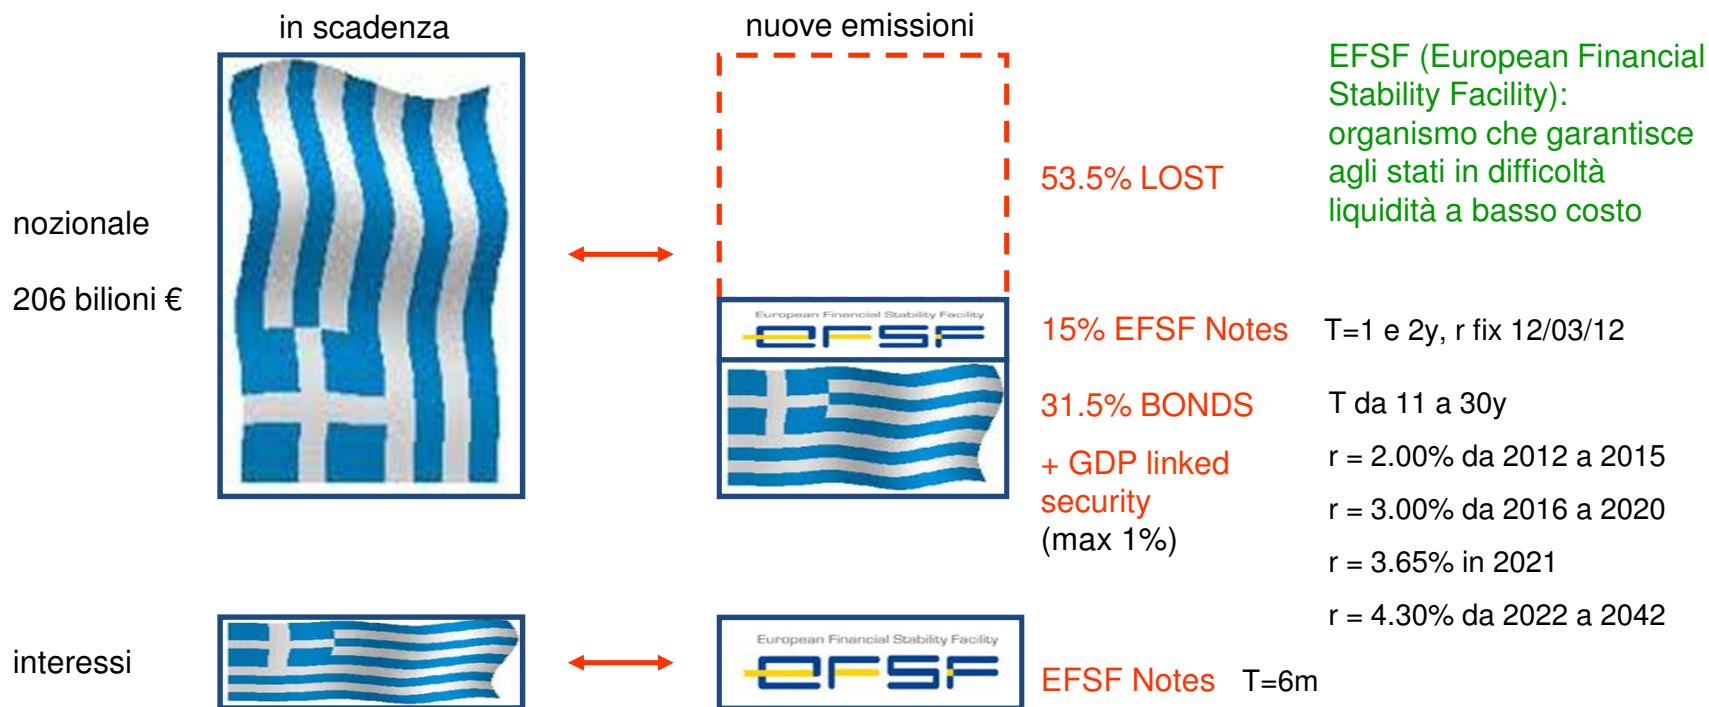 in scadenza
nuove emissioni
EFSF (European Financial
Stability Facility):
organismo che garantisce
agli stati in difficoltà
liquidità a basso costo
nozionale
206 bilioni €
53.5% LOST
European Financial Stability Facility
EFSF
15% EFSF Notes
T=1 e 2y, r fix 12/03/12
31.5% BONDS
+ GDP linked
security
(max 1%)
T da 11 a 30y
r = 2.00% da 2012 a 2015
r = 3.00% da 2016 a 2020
r = 3.65% in 2021
r = 4.30% da 2022 a 2042
interessi
European Financial Stability Facility
EFSF
EFSF Notes T=6m